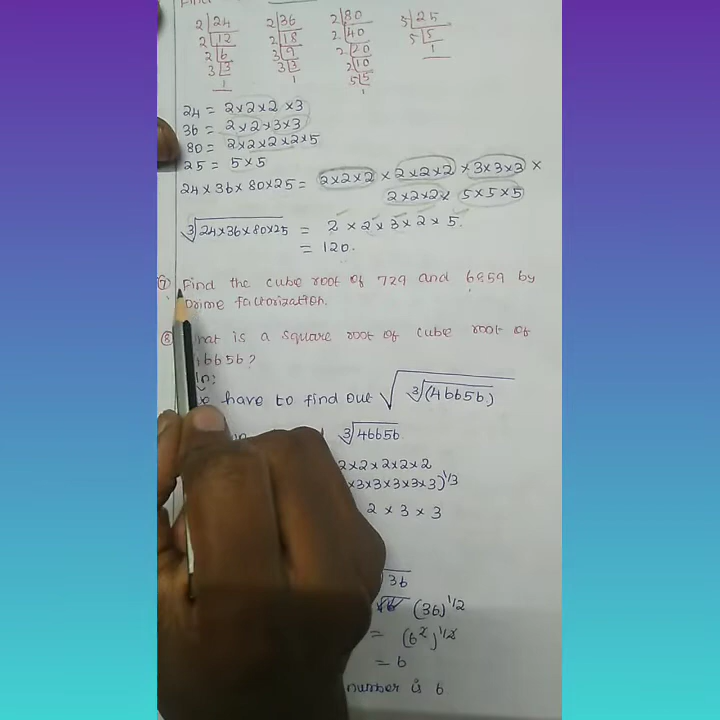 2 24 2 36 2 80 5 25
2 12 2 18 2 40 5 5
2 6 3 9 2 20 1
3 3 3 3 2 10
1 1 5 5
1
24 = 2×2×2 ×3
36 = 2×2×3×3
80 = 2×2×2×2×5
25 = 5×5
24×36×80×25 = 2×2×2 × 2×2×2 × 3×3×3 ×
2×2×2× 5×5×5
∛24×36×80×25 = 2 × 2 × 3 × 2 × 5.
= 120.
⑦ Find the cube root of 729 and 6859 by
prime factorization.
⑧ What is a square root of cube root of
46656?
ln:
have to find out √∛(46656)
∛46656
2×2×2×2×2
×3×3×3×3×3)1/3
2 × 3 × 3
36
(36)1/2
= (6²)1/2
= 6
number is 6